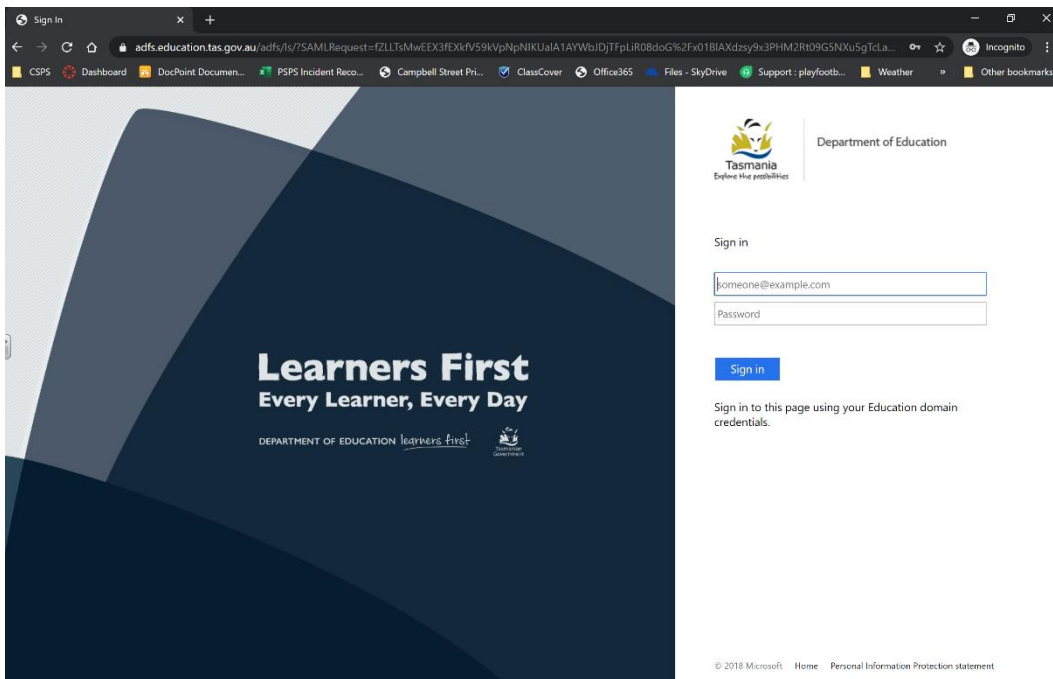 Sign In
adfs.education.tas.gov.au/adfs/ls/?SAMLRequest=fZLLTsMwEEX3fEXkfV59kVpNpNIKUalA1AYWbJDjTFpLiR08doG%2Fx01BlAXdzsy9x3PHM2Rt09G5NXu5gTcLa...
Incognito
CSPS Dashboard DocPoint Documen... PSPS Incident Reco... Campbell Street Pri... ClassCover Office365 Files - SkyDrive Support : playfootb... Weather » Other bookmarks
Tasmania
Explore the possibilities
Department of Education
Sign in
someone@example.com
Password
Sign in
Sign in to this page using your Education domain
credentials.
Learners First
Every Learner, Every Day
DEPARTMENT OF EDUCATION learners first
Tasmanian
Government
© 2018 Microsoft Home Personal Information Protection statement